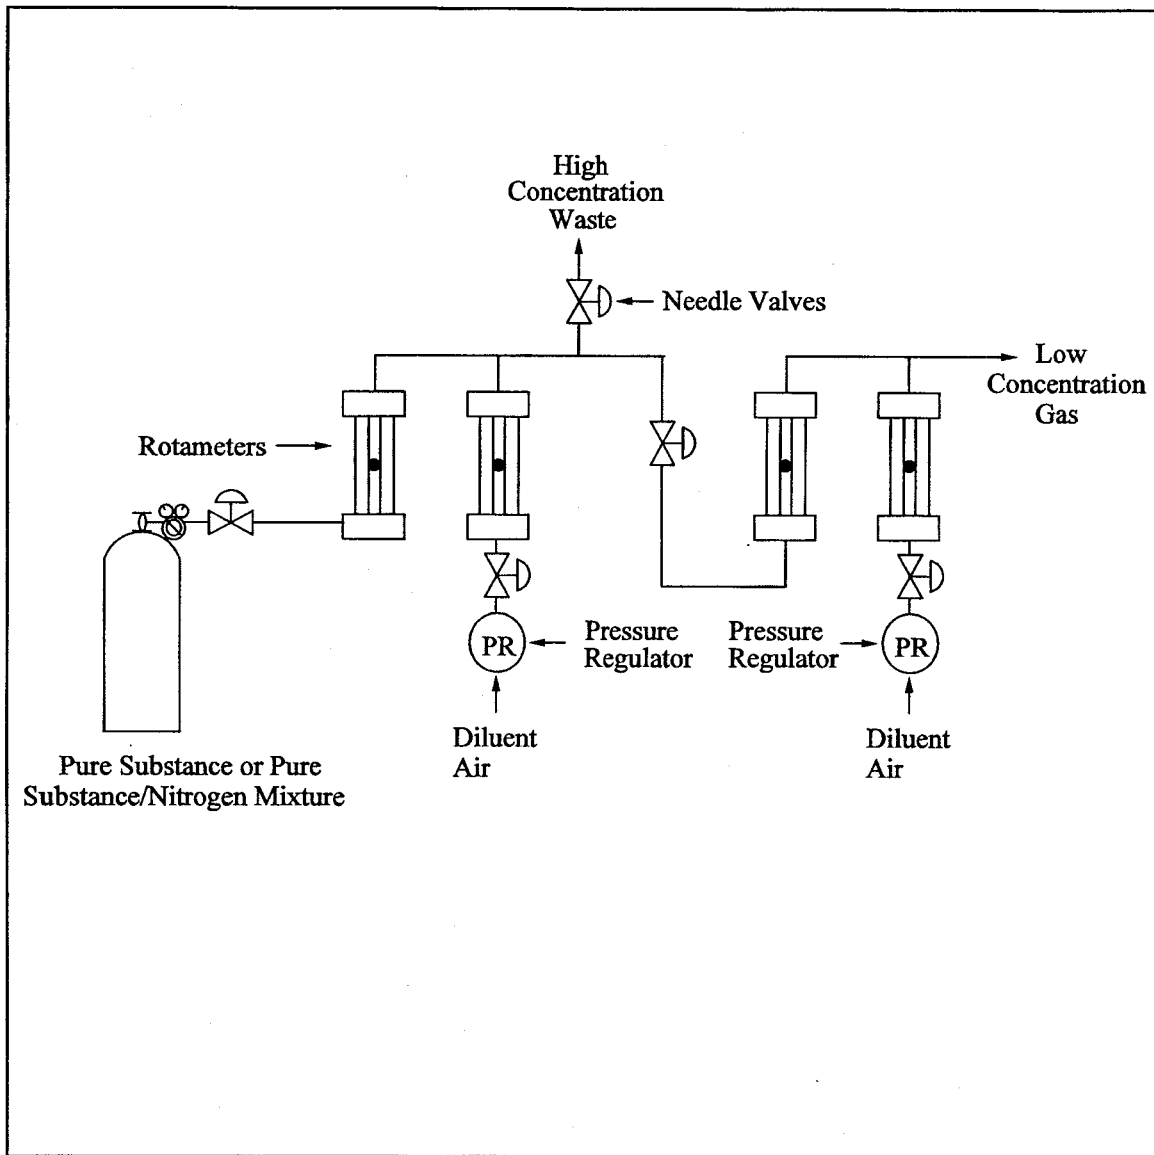 High
Concentration
Waste
Needle Valves
Low
Concentration
Gas
Rotameters
PR
Pressure
Regulator
Pressure
Regulator
PR
Diluent
Air
Diluent
Air
Pure Substance or Pure
Substance/Nitrogen Mixture